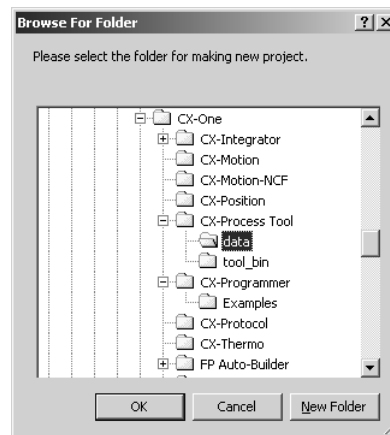 Browse For Folder
Please select the folder for making new project.
CX-One
CX-Integrator
CX-Motion
CX-Motion-NCF
CX-Position
CX-Process Tool
data
tool_bin
CX-Programmer
Examples
CX-Protocol
CX-Thermo
FP Auto-Builder
OK Cancel New Folder